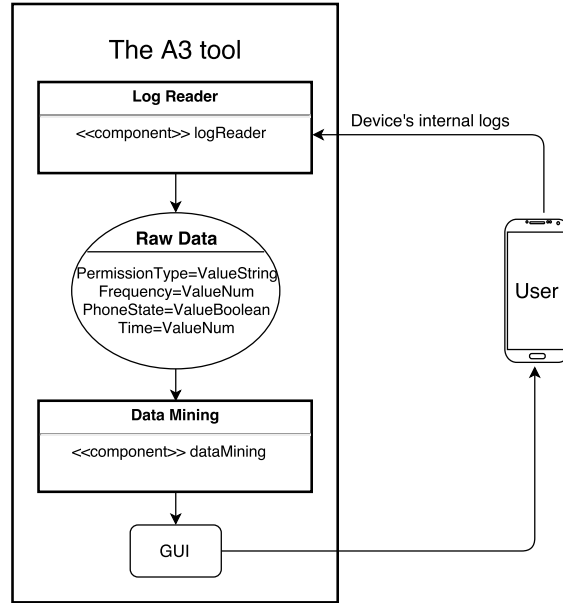 The A3 tool
Log Reader
<<component>> logReader
Device's internal logs
Raw Data
PermissionType=ValueString
Frequency=ValueNum
PhoneState=ValueBoolean
Time=ValueNum
User
Data Mining
<<component>> dataMining
GUI